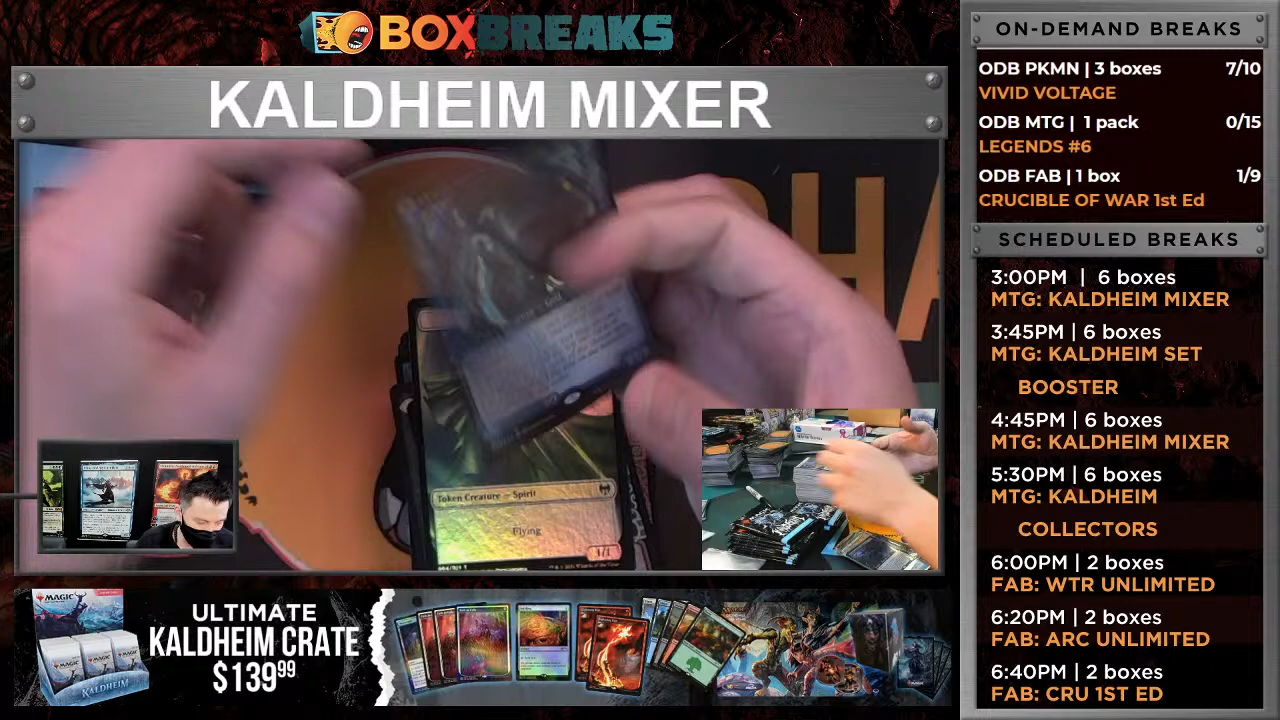 BOXBREAKS
KALDHEIM MIXER
Token Creature — Spirit
Flying
1/1
MAGIC
KALDHEIM
ULTIMATE
KALDHEIM CRATE
$139⁹⁹
ON-DEMAND BREAKS
ODB PKMN | 3 boxes 7/10
VIVID VOLTAGE
ODB MTG | 1 pack 0/15
LEGENDS #6
ODB FAB | 1 box 1/9
CRUCIBLE OF WAR 1st Ed
SCHEDULED BREAKS
3:00PM | 6 boxes
MTG: KALDHEIM MIXER
3:45PM | 6 boxes
MTG: KALDHEIM SET
BOOSTER
4:45PM | 6 boxes
MTG: KALDHEIM MIXER
5:30PM | 6 boxes
MTG: KALDHEIM
COLLECTORS
6:00PM | 2 boxes
FAB: WTR UNLIMITED
6:20PM | 2 boxes
FAB: ARC UNLIMITED
6:40PM | 2 boxes
FAB: CRU 1ST ED